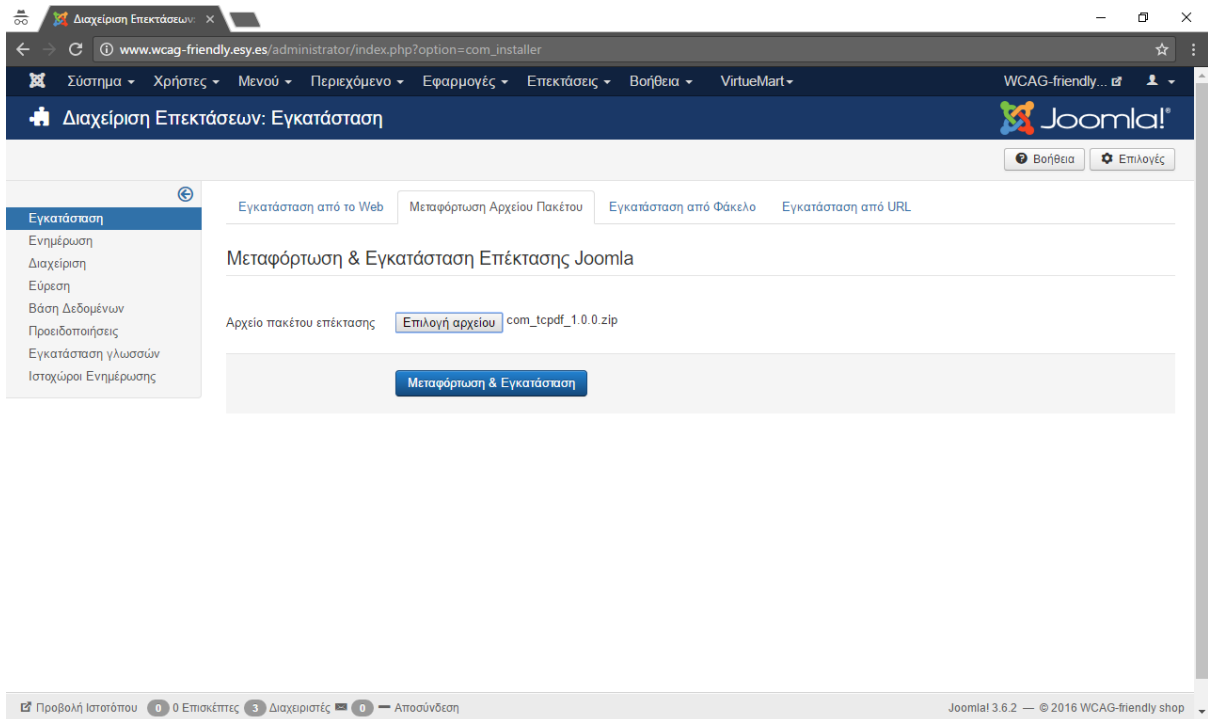 Διαχείριση Επεκτάσεων:
www.wcag-friendly.esy.es/administrator/index.php?option=com_installer
Σύστημα Χρήστες Μενού Περιεχόμενο Εφαρμογές Επεκτάσεις Βοήθεια VirtueMart WCAG-friendly...
Διαχείριση Επεκτάσεων: Εγκατάσταση Joomla!®
Βοήθεια Επιλογές
Εγκατάσταση
Ενημέρωση
Διαχείριση
Εύρεση
Βάση Δεδομένων
Προειδοποιήσεις
Εγκατάσταση γλωσσών
Ιστοχώροι Ενημέρωσης
Εγκατάσταση από το Web Μεταφόρτωση Αρχείου Πακέτου Εγκατάσταση από Φάκελο Εγκατάσταση από URL
Μεταφόρτωση & Εγκατάσταση Επέκτασης Joomla
Αρχείο πακέτου επέκτασης Επιλογή αρχείου com_tcpdf_1.0.0.zip
Μεταφόρτωση & Εγκατάσταση
Προβολή Ιστοτόπου 0 0 Επισκέπτες 3 Διαχειριστές 0 Αποσύνδεση Joomla! 3.6.2 — © 2016 WCAG-friendly shop